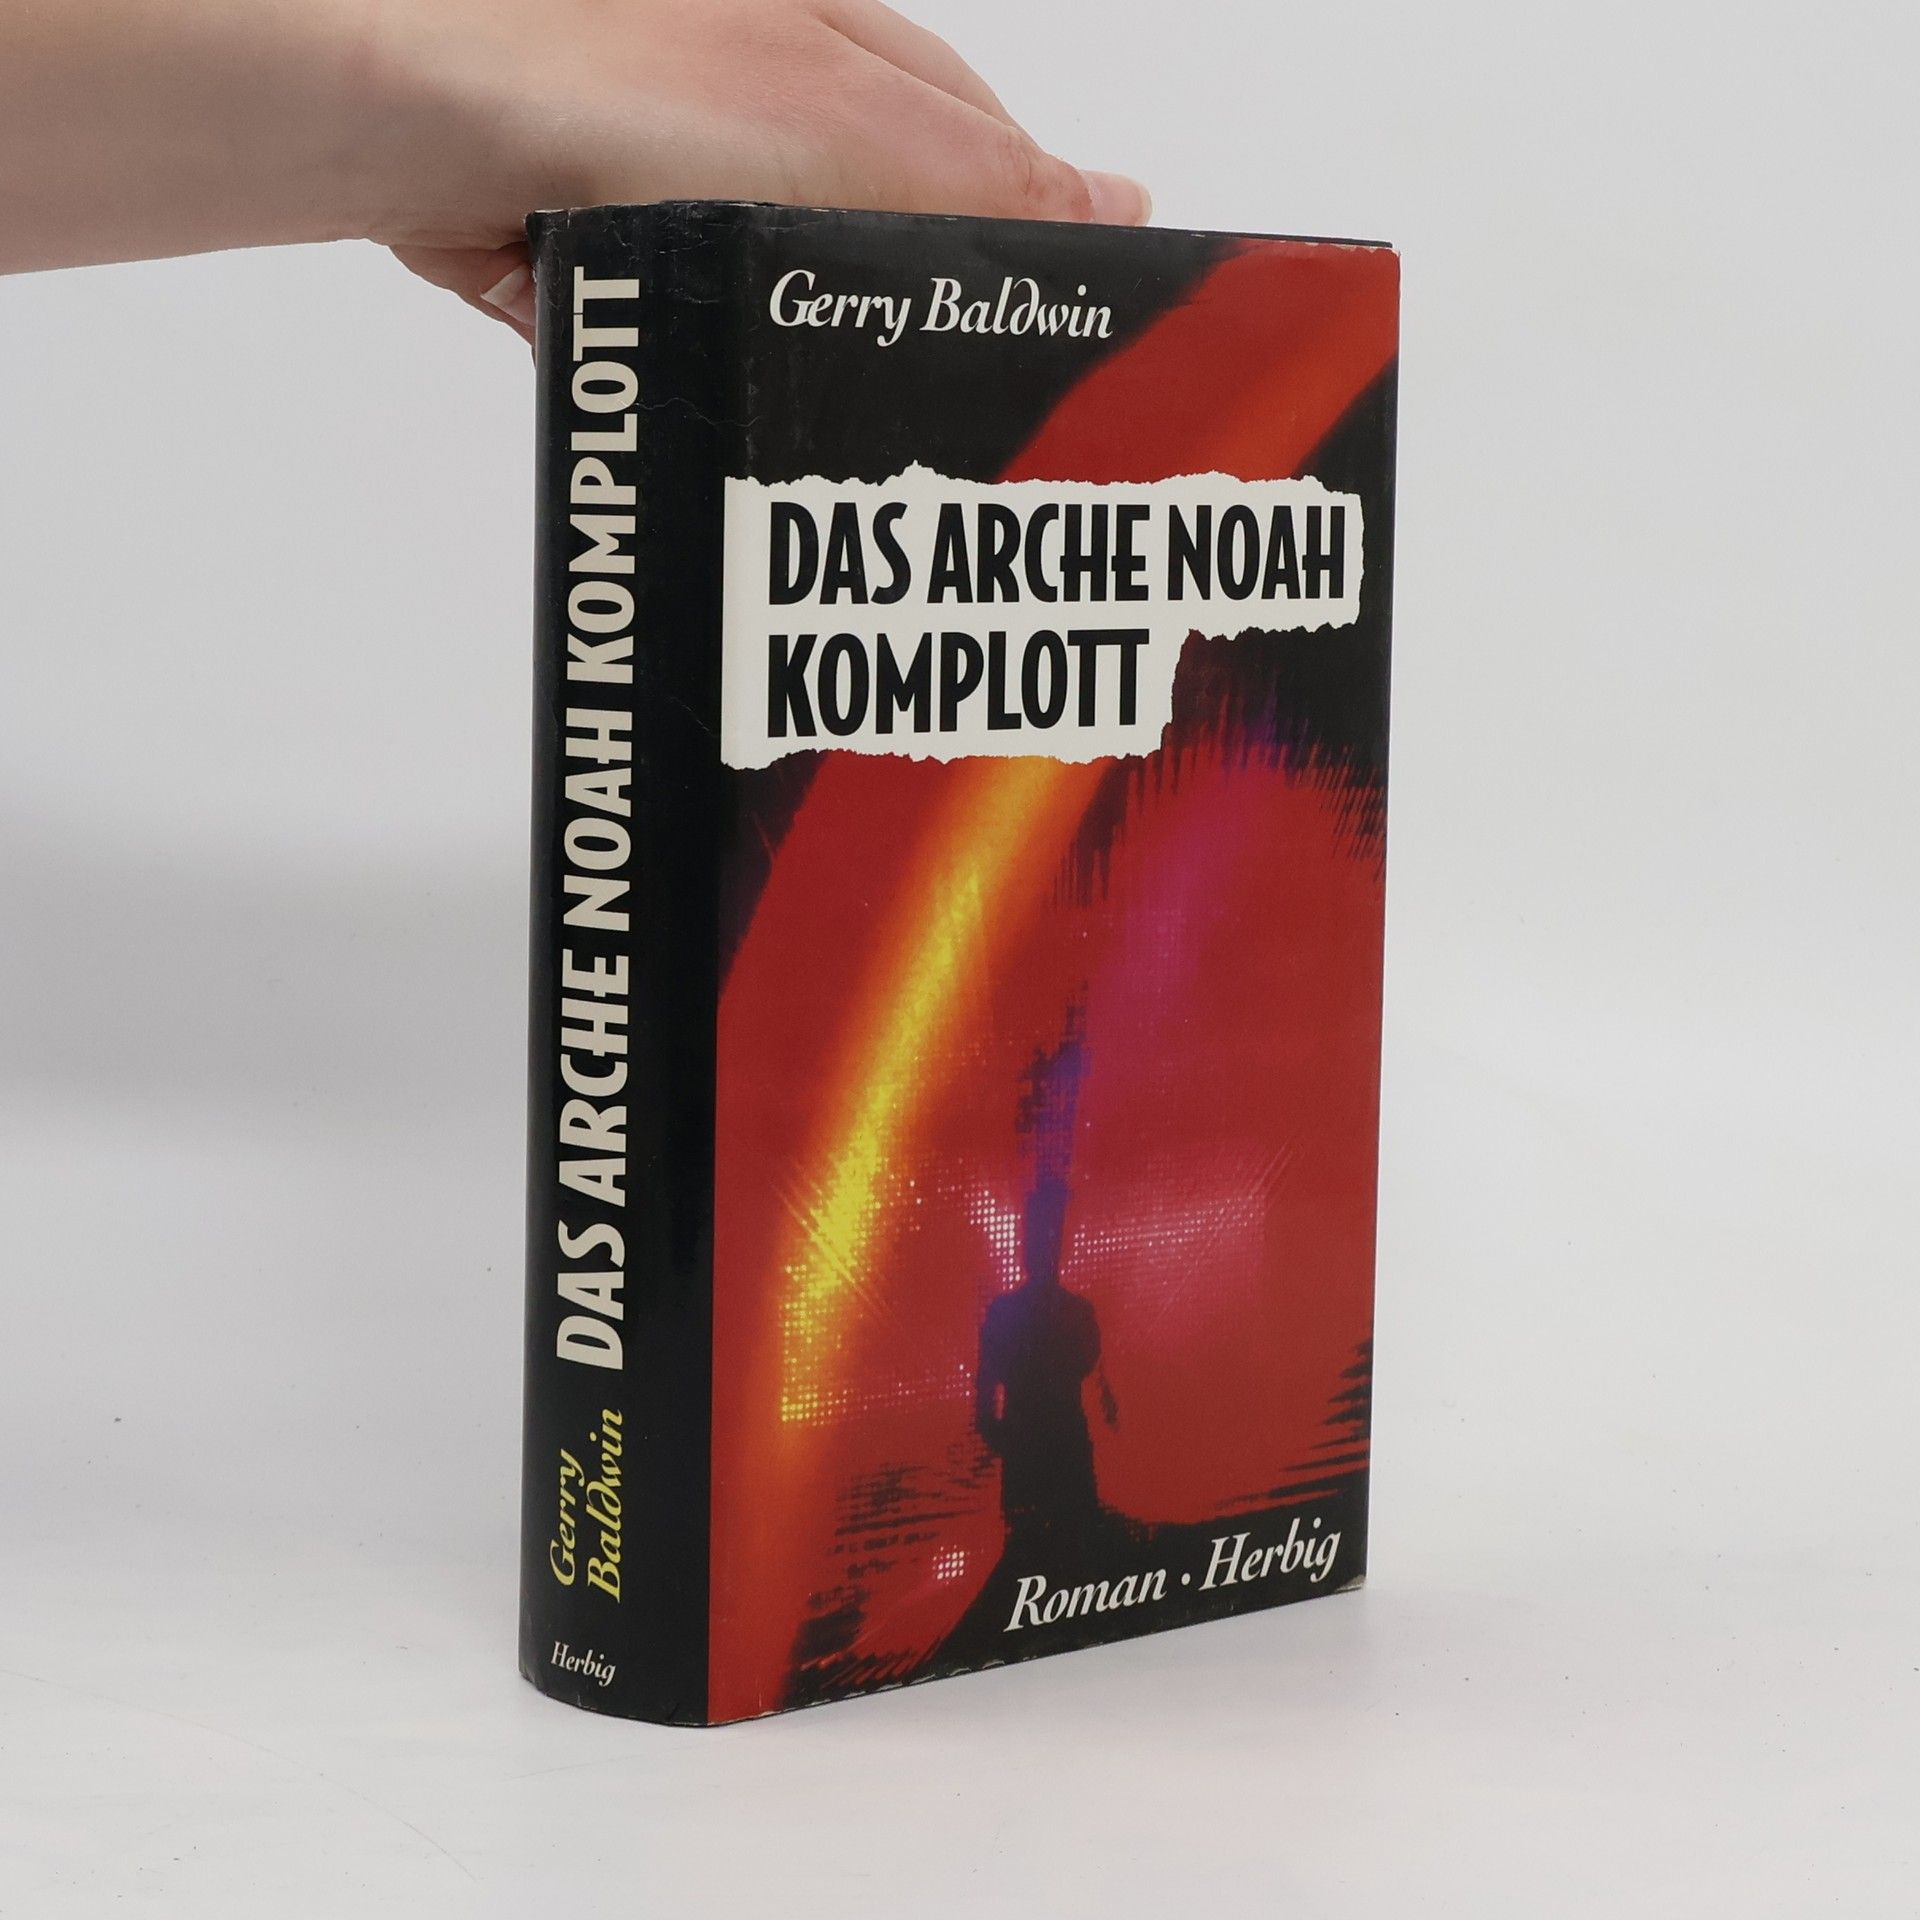 Gerry Baldwin
DAS ARCHE NOAH
KOMPLOTT
Roman · Herbig
DAS ARCHE NOAH KOMPLOTT
Gerry
Baldwin
Herbig